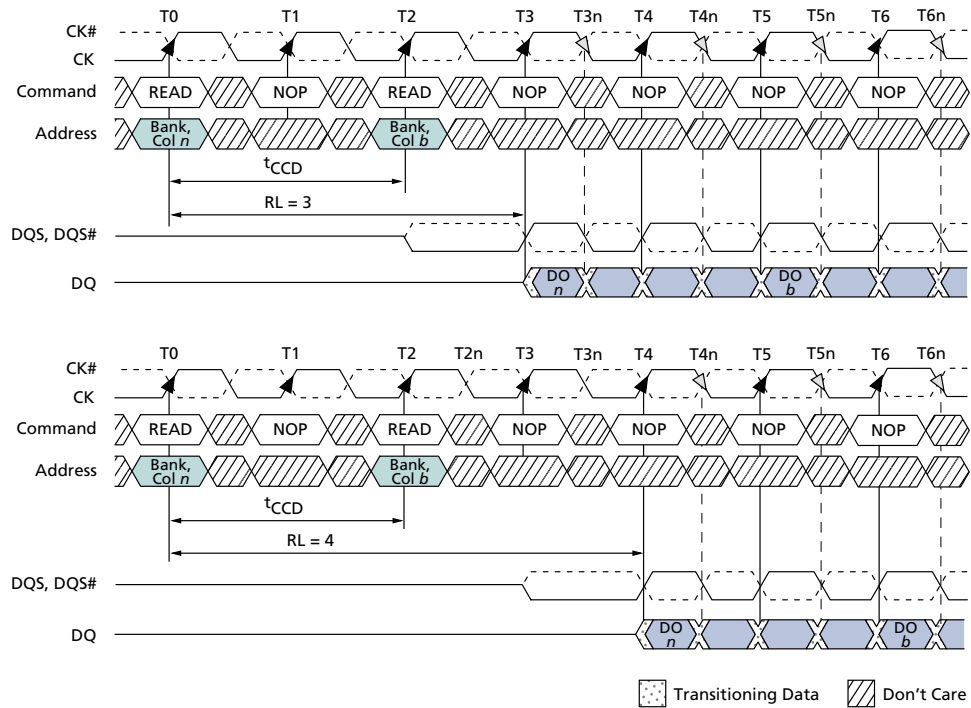 T0 T1 T2 T3 T3n T4 T4n T5 T5n T6 T6n
CK#
CK
Command READ NOP READ NOP NOP NOP NOP
Address Bank, Col n Bank, Col b
tCCD
RL = 3
DQS, DQS#
DQ DO n DO b
T0 T1 T2 T2n T3 T3n T4 T4n T5 T5n T6 T6n
CK#
CK
Command READ NOP READ NOP NOP NOP NOP
Address Bank, Col n Bank, Col b
tCCD
RL = 4
DQS, DQS#
DQ DO n DO b
Transitioning Data Don't Care